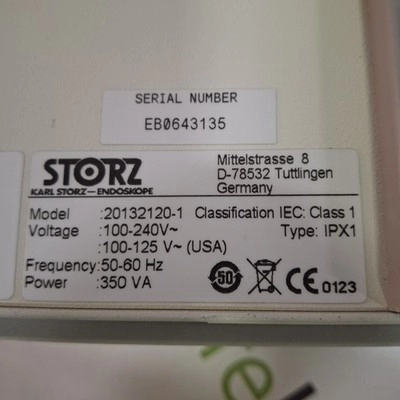 SERIAL NUMBER
EB0643135
STORZ
KARL STORZ—ENDOSKOPE
Mittelstrasse 8
D-78532 Tuttlingen
Germany
Model :20132120-1 Classification IEC: Class 1
Voltage :100-240V~ Type: IPX1
:100-125 V~ (USA)
Frequency:50-60 Hz
Power :350 VA
50 CE 0123